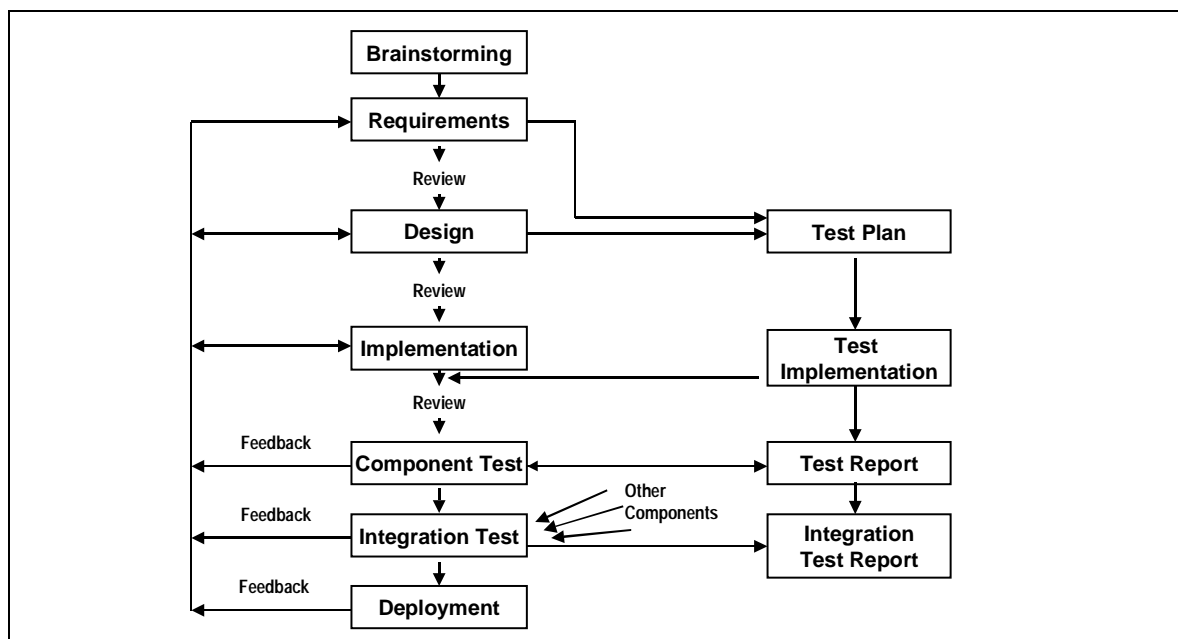 Brainstorming
Requirements
Review
Design
Test Plan
Review
Implementation
Test
Implementation
Review
Feedback
Component Test
Test Report
Other
Components
Feedback
Integration Test
Integration
Test Report
Feedback
Deployment